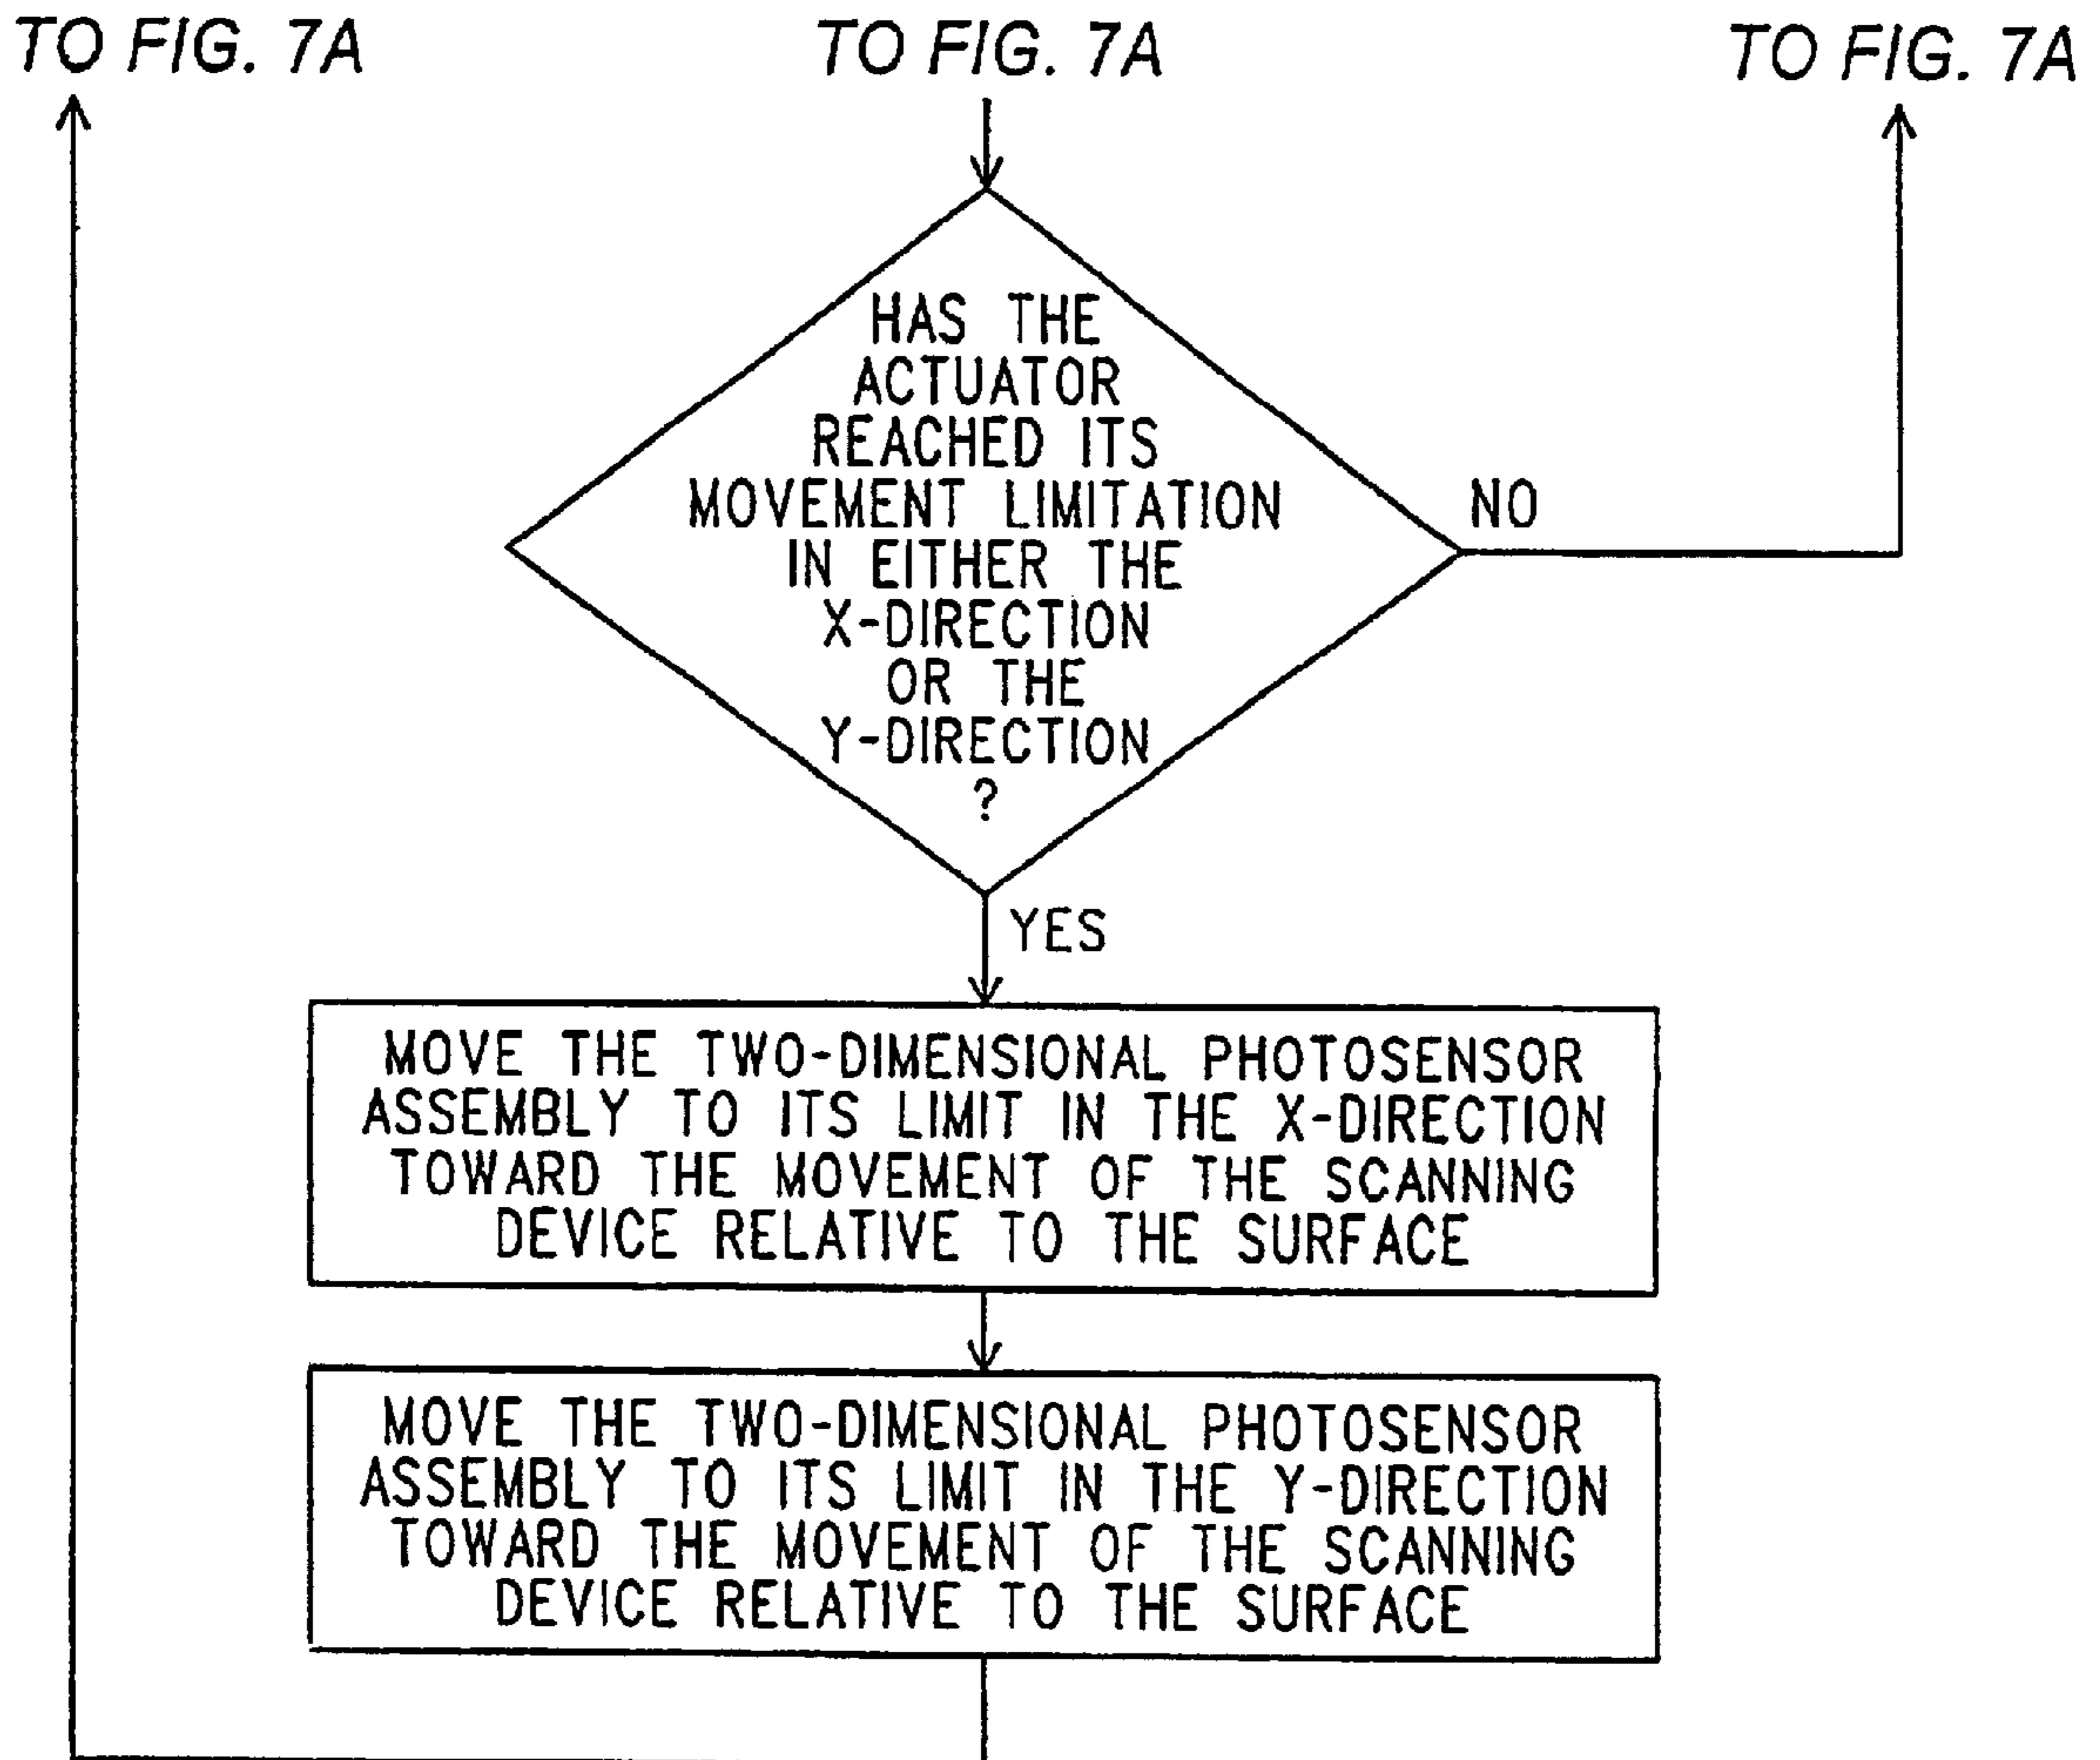 TO FIG. 7A
TO FIG. 7A
TO FIG. 7A
HAS THE
ACTUATOR
REACHED ITS
MOVEMENT LIMITATION
IN EITHER THE
X-DIRECTION
OR THE
Y-DIRECTION
?
NO
YES
MOVE THE TWO-DIMENSIONAL PHOTOSENSOR
ASSEMBLY TO ITS LIMIT IN THE X-DIRECTION
TOWARD THE MOVEMENT OF THE SCANNING
DEVICE RELATIVE TO THE SURFACE
MOVE THE TWO-DIMENSIONAL PHOTOSENSOR
ASSEMBLY TO ITS LIMIT IN THE Y-DIRECTION
TOWARD THE MOVEMENT OF THE SCANNING
DEVICE RELATIVE TO THE SURFACE